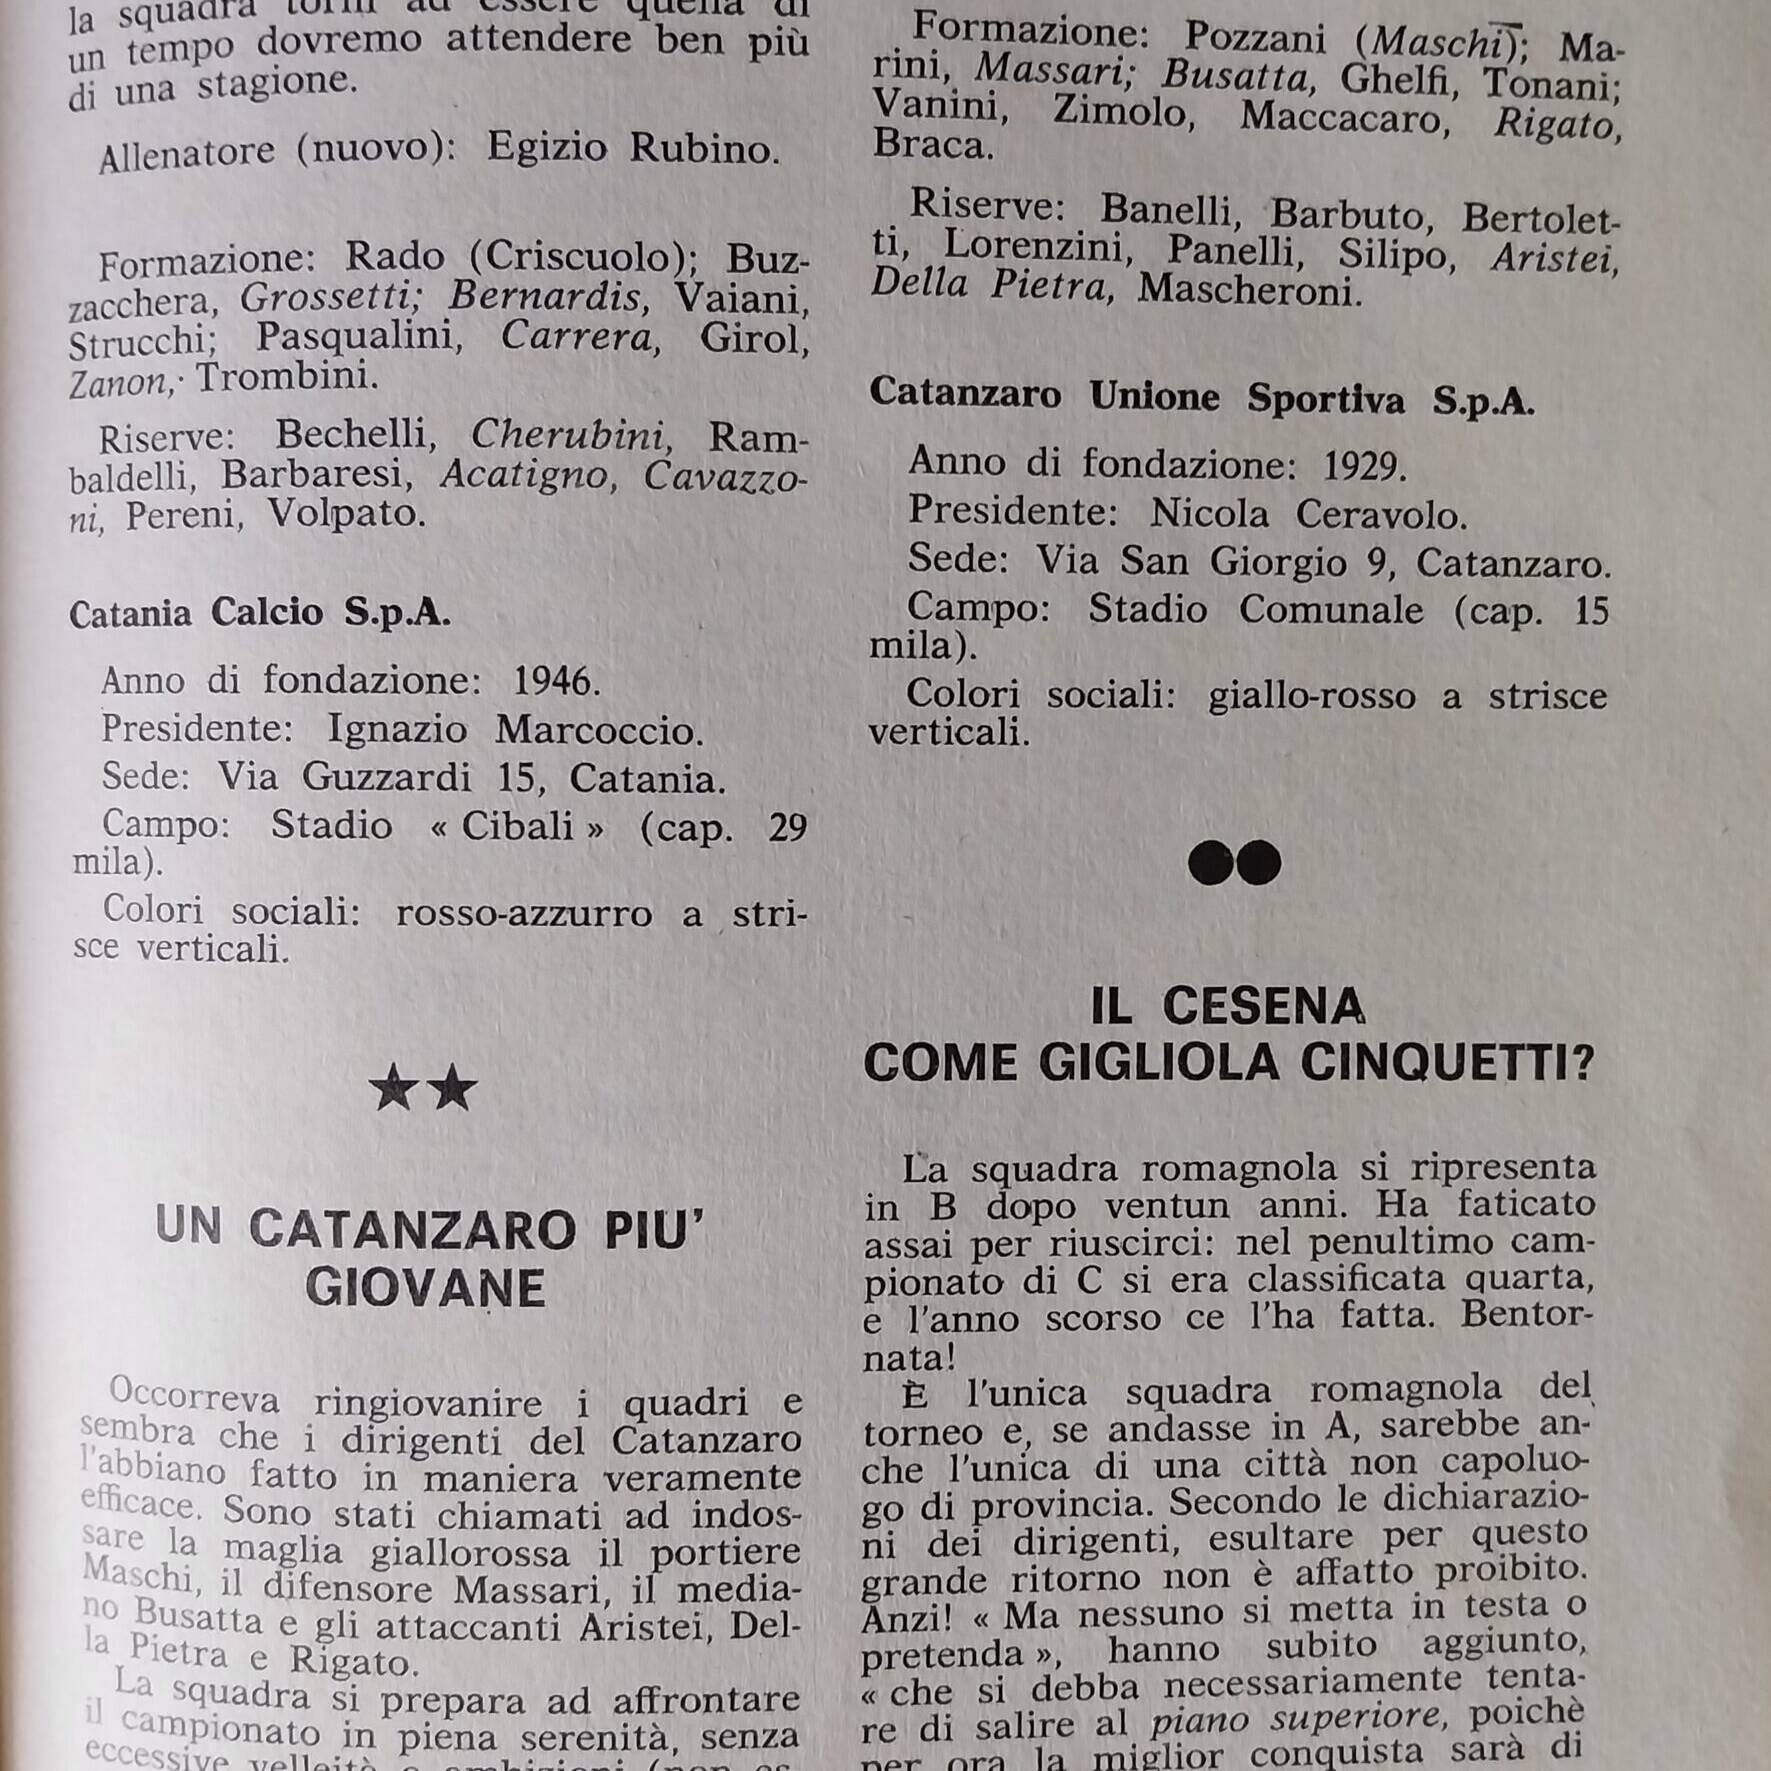 la squadra torni ad essere quella di
un tempo dovremo attendere ben più
di una stagione.
Allenatore (nuovo): Egizio Rubino.
Formazione: Rado (Criscuolo); Buz-
zacchera, Grossetti; Bernardis, Vaiani,
Strucchi; Pasqualini, Carrera, Girol,
Zanon, Trombini.
Riserve: Bechelli, Cherubini, Ram-
baldelli, Barbaresi, Acatigno, Cavazzo-
ni, Pereni, Volpato.
Catania Calcio S.p.A.
Anno di fondazione: 1946.
Presidente: Ignazio Marcoccio.
Sede: Via Guzzardi 15, Catania.
Campo: Stadio « Cibali » (cap. 29
mila).
Colori sociali: rosso-azzurro a stri-
sce verticali.
★★
UN CATANZARO PIU'
GIOVANE
Occorreva ringiovanire i quadri e
sembra che i dirigenti del Catanzaro
l'abbiano fatto in maniera veramente
efficace. Sono stati chiamati ad indos-
sare la maglia giallorossa il portiere
Maschi, il difensore Massari, il media-
no Busatta e gli attaccanti Aristei, Del-
la Pietra e Rigato.
La squadra si prepara ad affrontare
il campionato in piena serenità, senza
eccessive velleità o ambizioni (non es-
Formazione: Pozzani (Maschi); Ma-
rini, Massari; Busatta, Ghelfi, Tonani;
Vanini, Zimolo, Maccacaro, Rigato,
Braca.
Riserve: Banelli, Barbuto, Bertolet-
ti, Lorenzini, Panelli, Silipo, Aristei,
Della Pietra, Mascheroni.
Catanzaro Unione Sportiva S.p.A.
Anno di fondazione: 1929.
Presidente: Nicola Ceravolo.
Sede: Via San Giorgio 9, Catanzaro.
Campo: Stadio Comunale (cap. 15
mila).
Colori sociali: giallo-rosso a strisce
verticali.
●●
IL CESENA
COME GIGLIOLA CINQUETTI?
La squadra romagnola si ripresenta
in B dopo ventun anni. Ha faticato
assai per riuscirci: nel penultimo cam-
pionato di C si era classificata quarta,
e l'anno scorso ce l'ha fatta. Bentor-
nata!
È l'unica squadra romagnola del
torneo e, se andasse in A, sarebbe an-
che l'unica di una città non capoluo-
go di provincia. Secondo le dichiarazio-
ni dei dirigenti, esultare per questo
grande ritorno non è affatto proibito.
Anzi! « Ma nessuno si metta in testa o
pretenda », hanno subito aggiunto,
« che si debba necessariamente tenta-
re di salire al piano superiore, poichè
per ora la miglior conquista sarà di